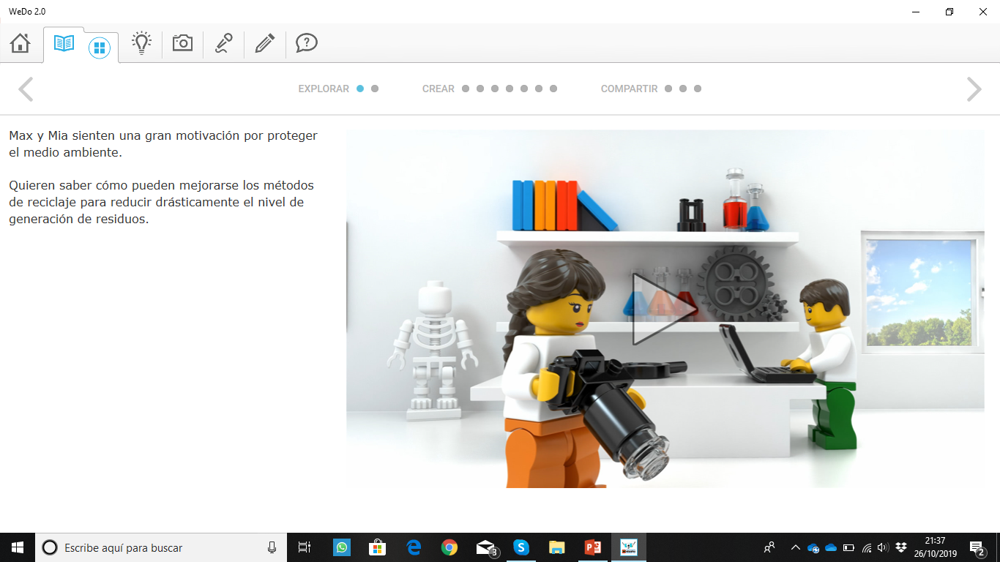 WeDo 2.0
EXPLORAR CREAR COMPARTIR
Max y Mia sienten una gran motivación por proteger
el medio ambiente.
Quieren saber cómo pueden mejorarse los métodos
de reciclaje para reducir drásticamente el nivel de
generación de residuos.
Escribe aquí para buscar
3
21:37
26/10/2019
2